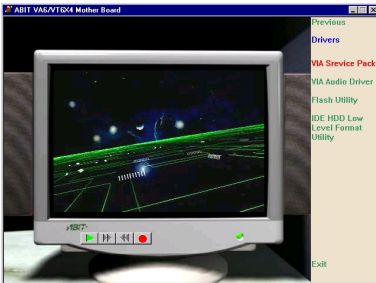 ABIT VA6/VT6X4 Mother Board
Previous
Drivers
VIA Srevice Pack
VIA Audio Driver
Flash Utility
IDE HDD Low
Level Format
Utility
ABIT
Exit